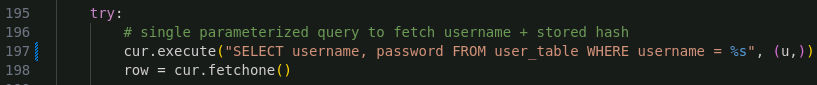 195 try:
196 # single parameterized query to fetch username + stored hash
197 cur.execute("SELECT username, password FROM user_table WHERE username = %s", (u,))
198 row = cur.fetchone()